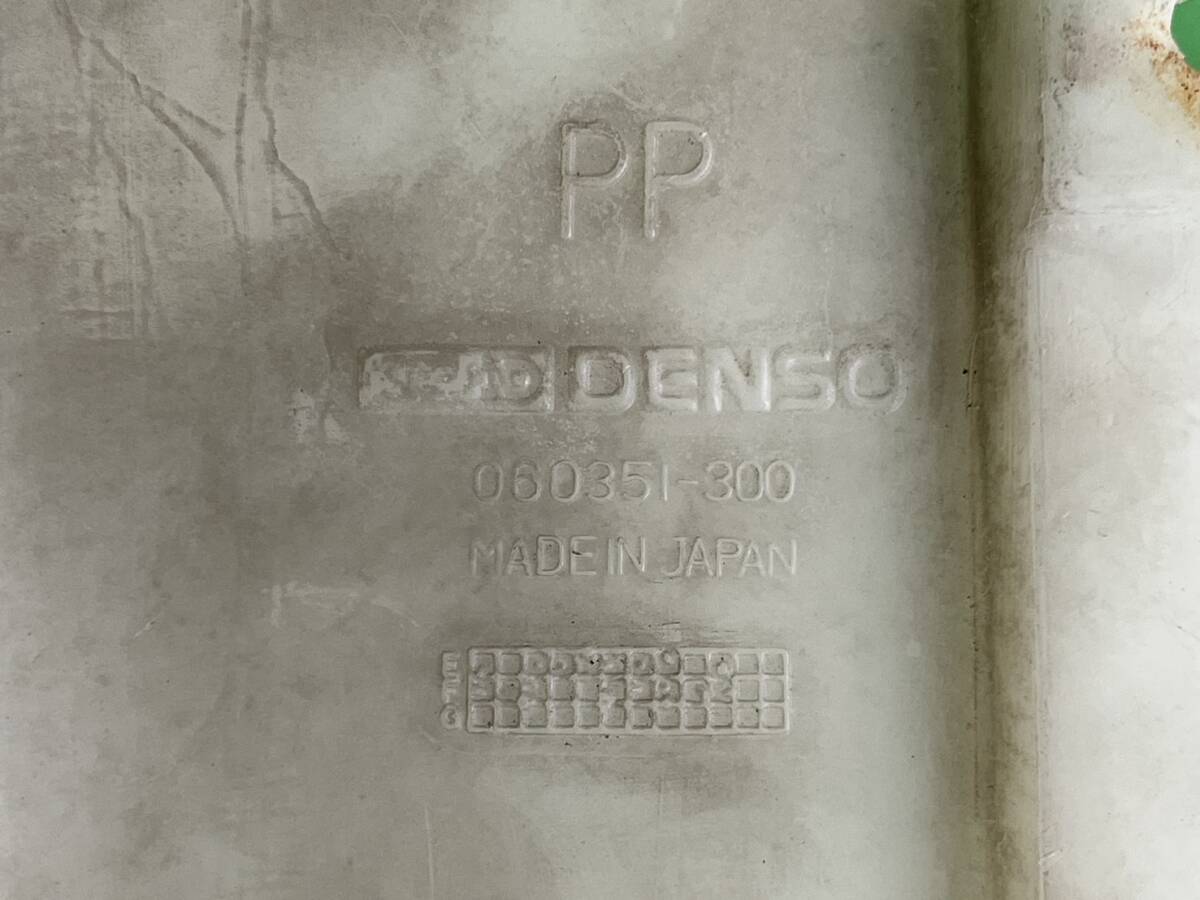 PP
DENSO
060351-300
MADE IN JAPAN